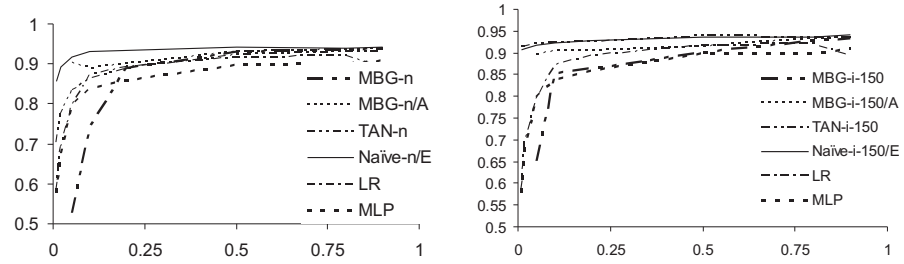 1
0.9
0.8
0.7
0.6
0.5
0 0.25 0.5 0.75 1
MBG-n
MBG-n/A
TAN-n
Naïve-n/E
LR
MLP
1
0.95
0.9
0.85
0.8
0.75
0.7
0.65
0.6
0.55
0.5
0 0.25 0.5 0.75 1
MBG-i-150
MBG-i-150/A
TAN-i-150
Naïve-i-150/E
LR
MLP